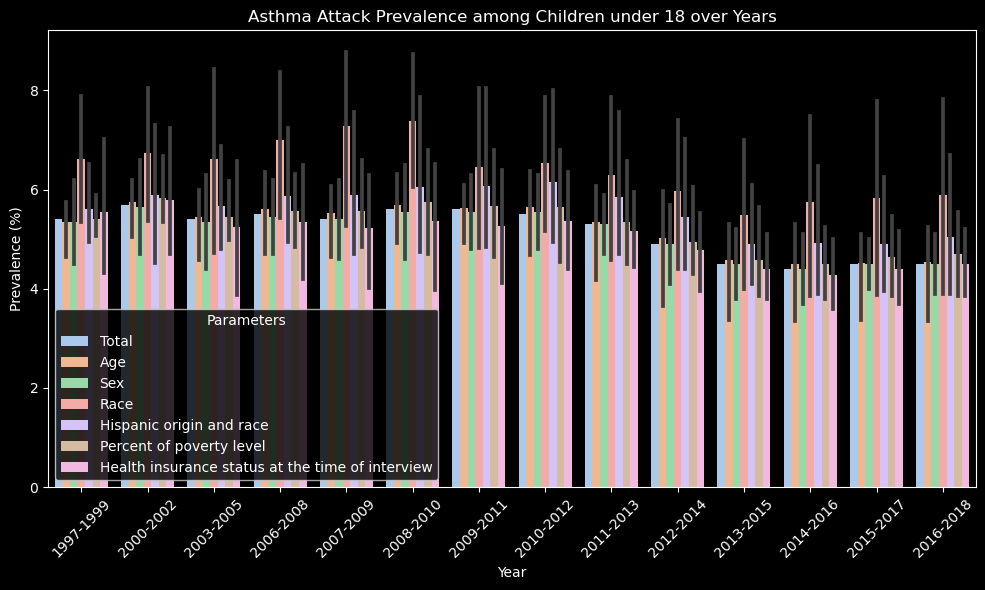 Asthma Attack Prevalence among Children under 18 over Years
Prevalence (%)
8
6
4
2
0
Parameters
Total
Age
Sex
Race
Hispanic origin and race
Percent of poverty level
Health insurance status at the time of interview
1997-1999
2000-2002
2003-2005
2006-2008
2007-2009
2008-2010
2009-2011
2010-2012
2011-2013
2012-2014
2013-2015
2014-2016
2015-2017
2016-2018
Year